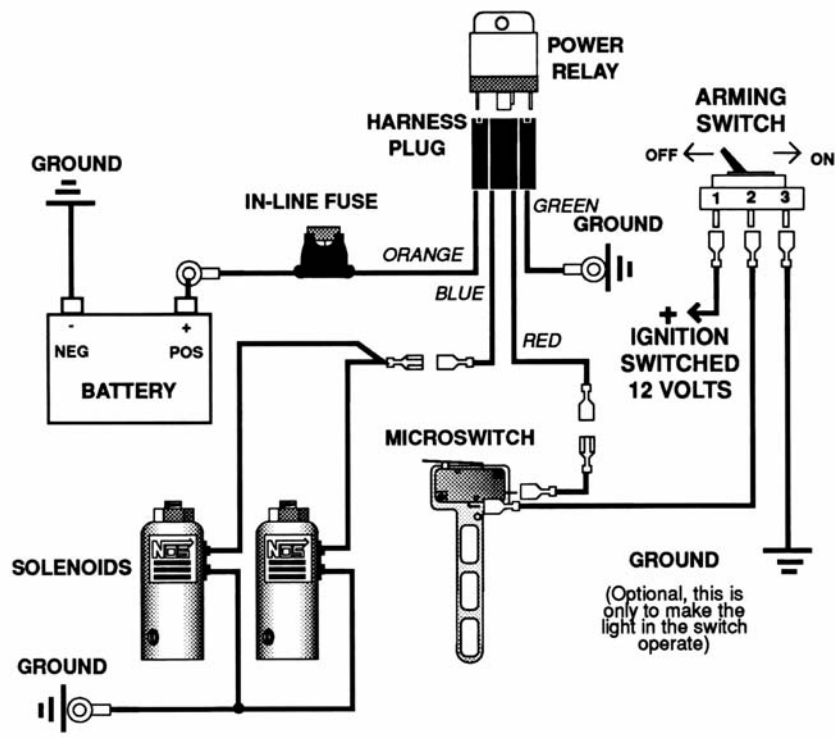 POWER
RELAY
HARNESS
PLUG
ARMING
SWITCH
OFF
ON
1 2 3
GROUND
IN-LINE FUSE
ORANGE
GREEN
GROUND
BLUE
RED
-
+
NEG
POS
BATTERY
+
IGNITION
SWITCHED
12 VOLTS
MICROSWITCH
SOLENOIDS
NOS
NOS
GROUND
(Optional, this is
only to make the
light in the switch
operate)
GROUND